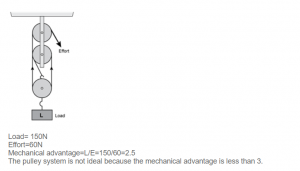 Effort
L
Load
Load= 150N
Effort=60N
Mechanical advantage=L/E=150/60=2.5
The pulley system is not ideal because the mechanical advantage is less than 3.